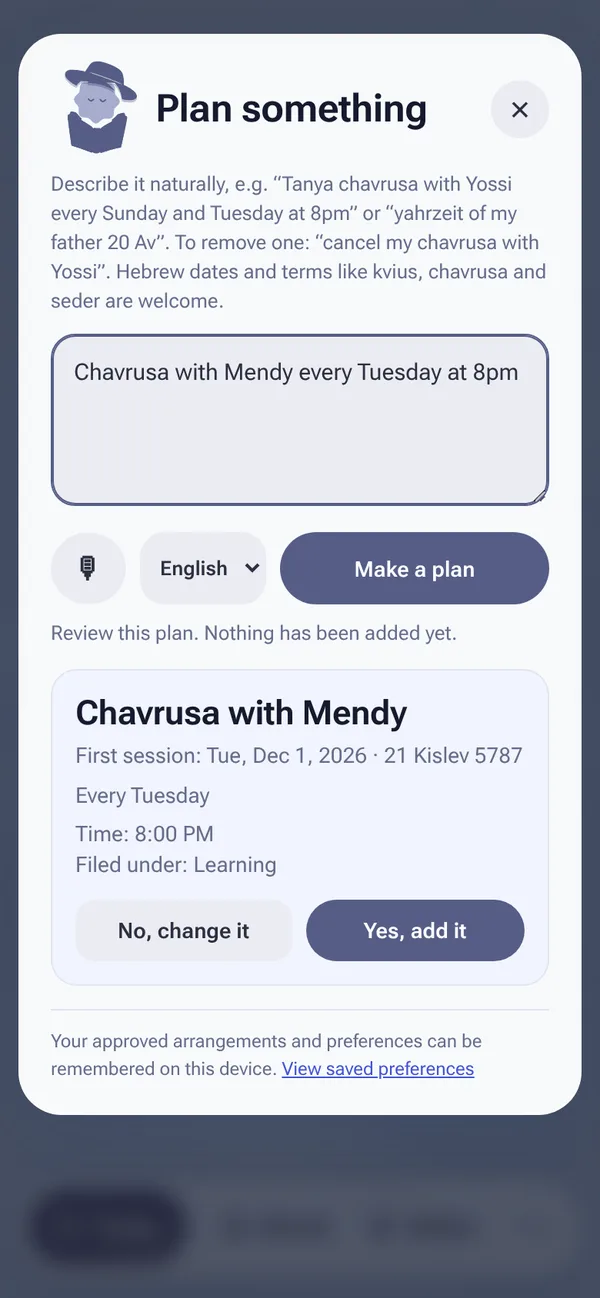 Plan something
Describe it naturally, e.g. “Tanya chavrusa with Yossi
every Sunday and Tuesday at 8pm” or “yahrzeit of my
father 20 Av”. To remove one: “cancel my chavrusa with
Yossi”. Hebrew dates and terms like kvius, chavrusa and
seder are welcome.
Chavrusa with Mendy every Tuesday at 8pm
English
Make a plan
Review this plan. Nothing has been added yet.
Chavrusa with Mendy
First session: Tue, Dec 1, 2026 · 21 Kislev 5787
Every Tuesday
Time: 8:00 PM
Filed under: Learning
No, change it
Yes, add it
Your approved arrangements and preferences can be
remembered on this device. View saved preferences